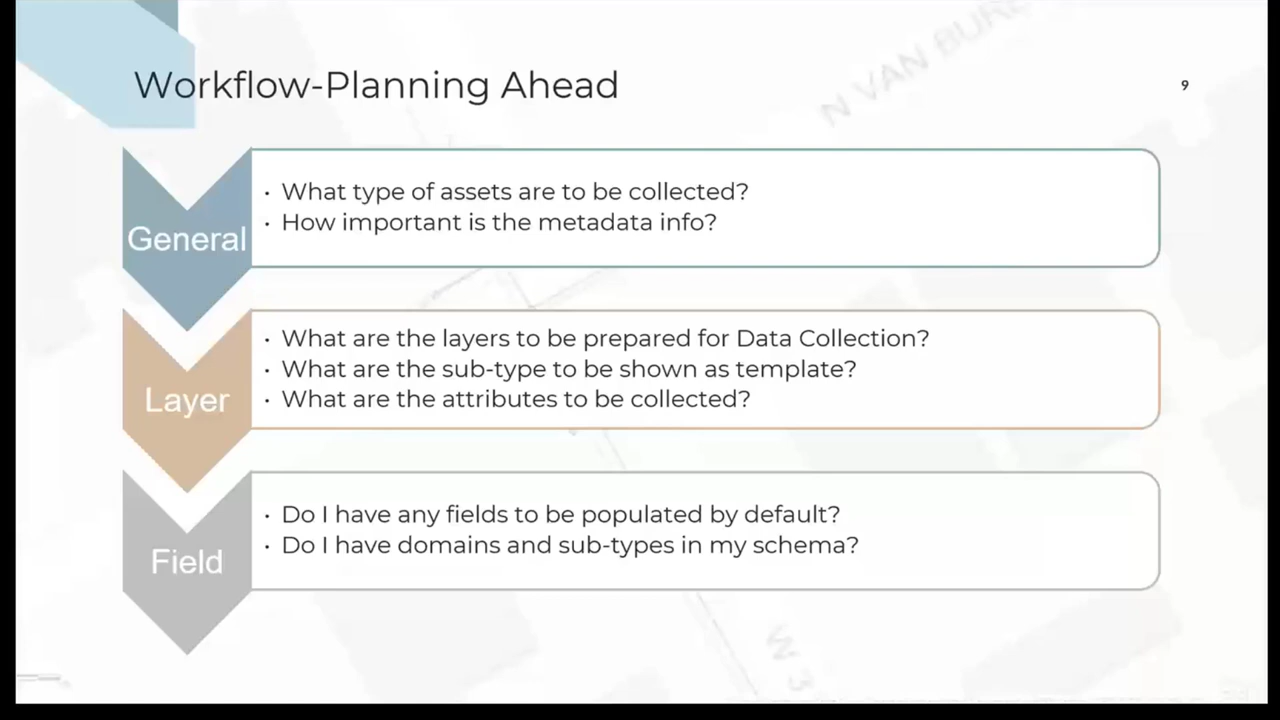 Workflow-Planning Ahead
9
General
• What type of assets are to be collected?
• How important is the metadata info?
Layer
• What are the layers to be prepared for Data Collection?
• What are the sub-type to be shown as template?
• What are the attributes to be collected?
Field
• Do I have any fields to be populated by default?
• Do I have domains and sub-types in my schema?
N VAN BURE
W 3